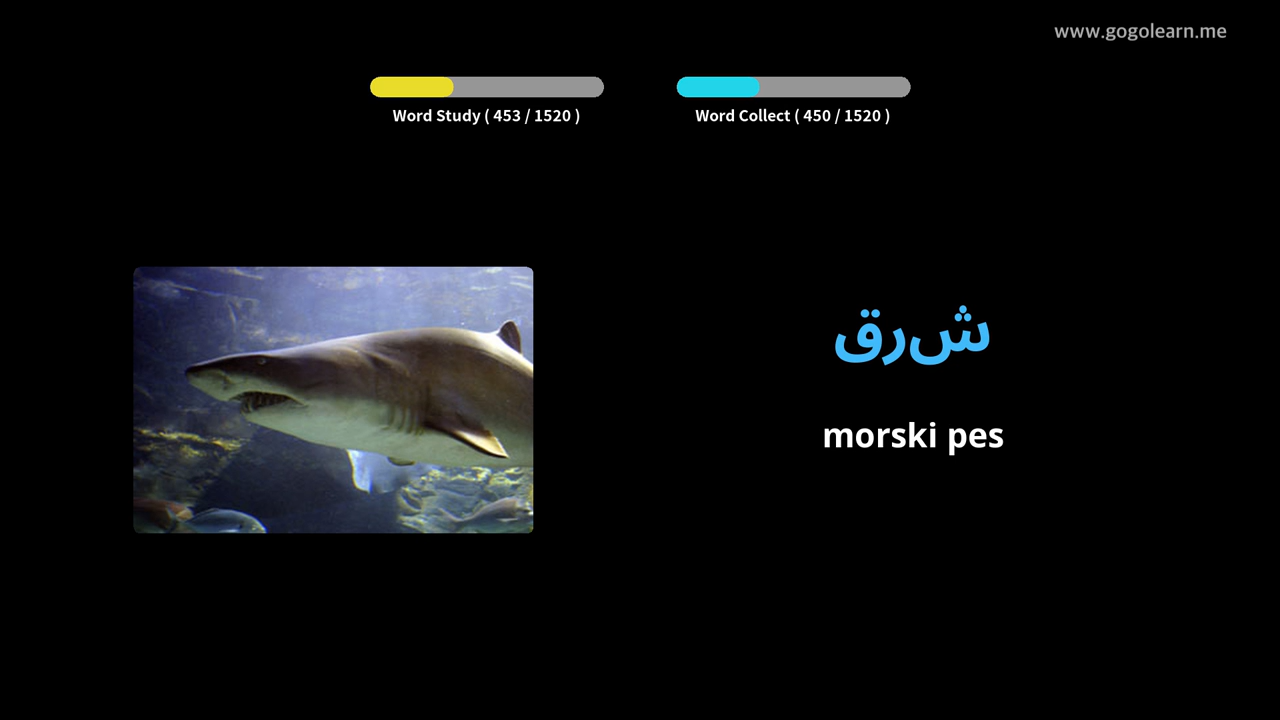 www.gogolearn.me
Word Study ( 453 / 1520 )
Word Collect ( 450 / 1520 )
ش‌رق
morski pes